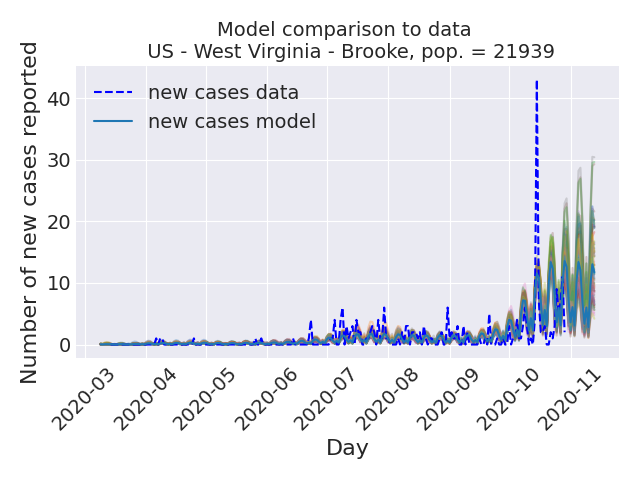 Model comparison to data
US - West Virginia - Brooke, pop. = 21939
Number of new cases reported
40
30
20
10
0
new cases data
new cases model
2020-03
2020-04
2020-05
2020-06
2020-07
2020-08
2020-09
2020-10
2020-11
Day